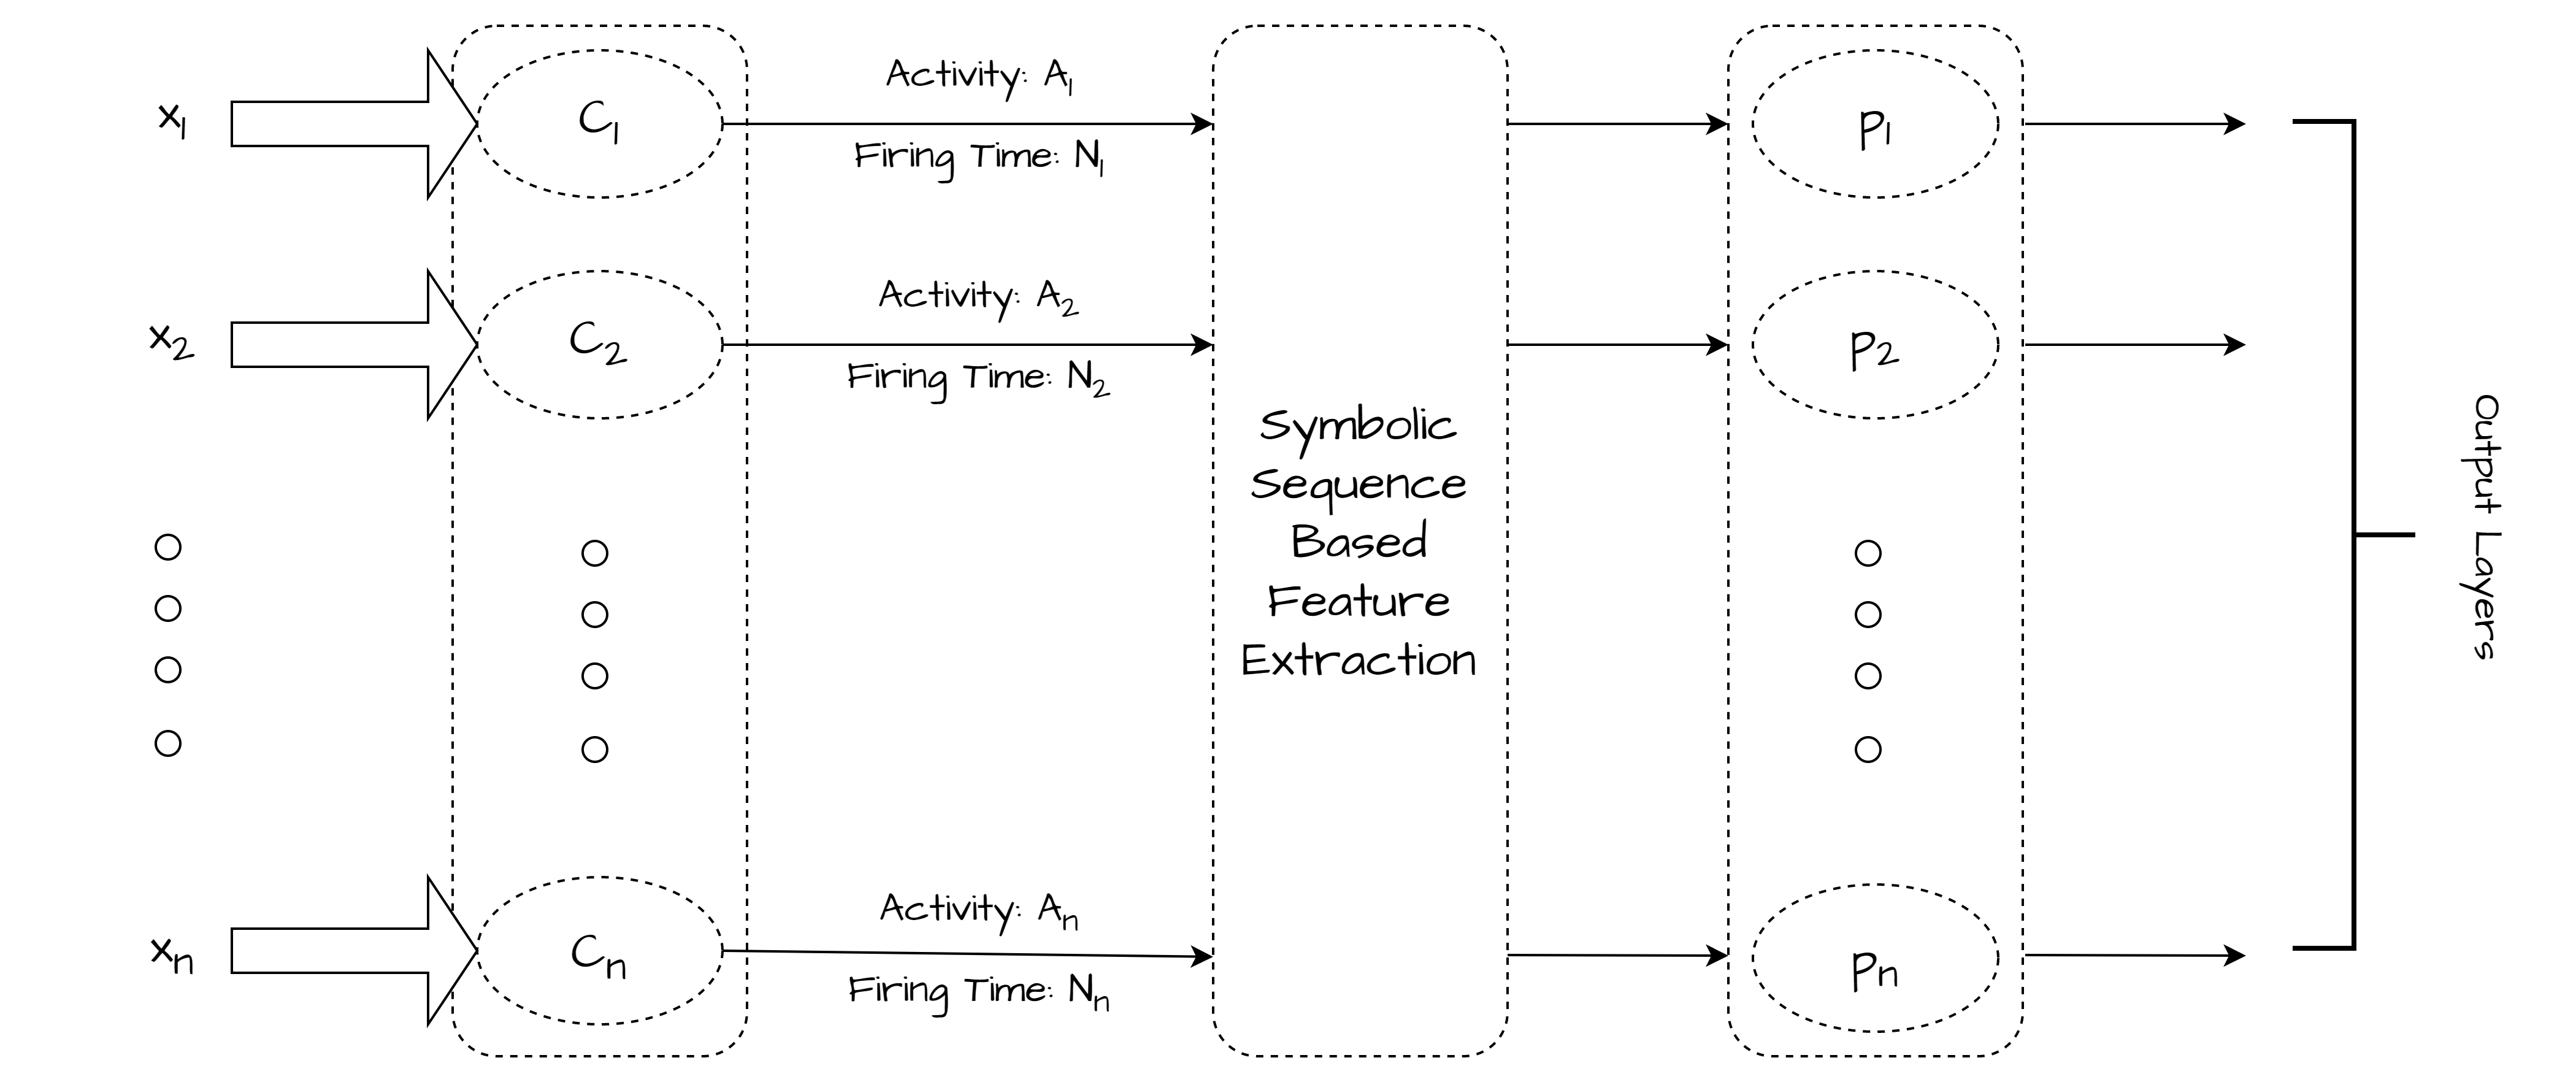 x1
C1
Activity: A1
Firing Time: N1
p1
x2
C2
Activity: A2
Firing Time: N2
p2
Symbolic
Sequence
Based
Feature
Extraction
Output Layers
xn
Cn
Activity: An
Firing Time: Nn
pn